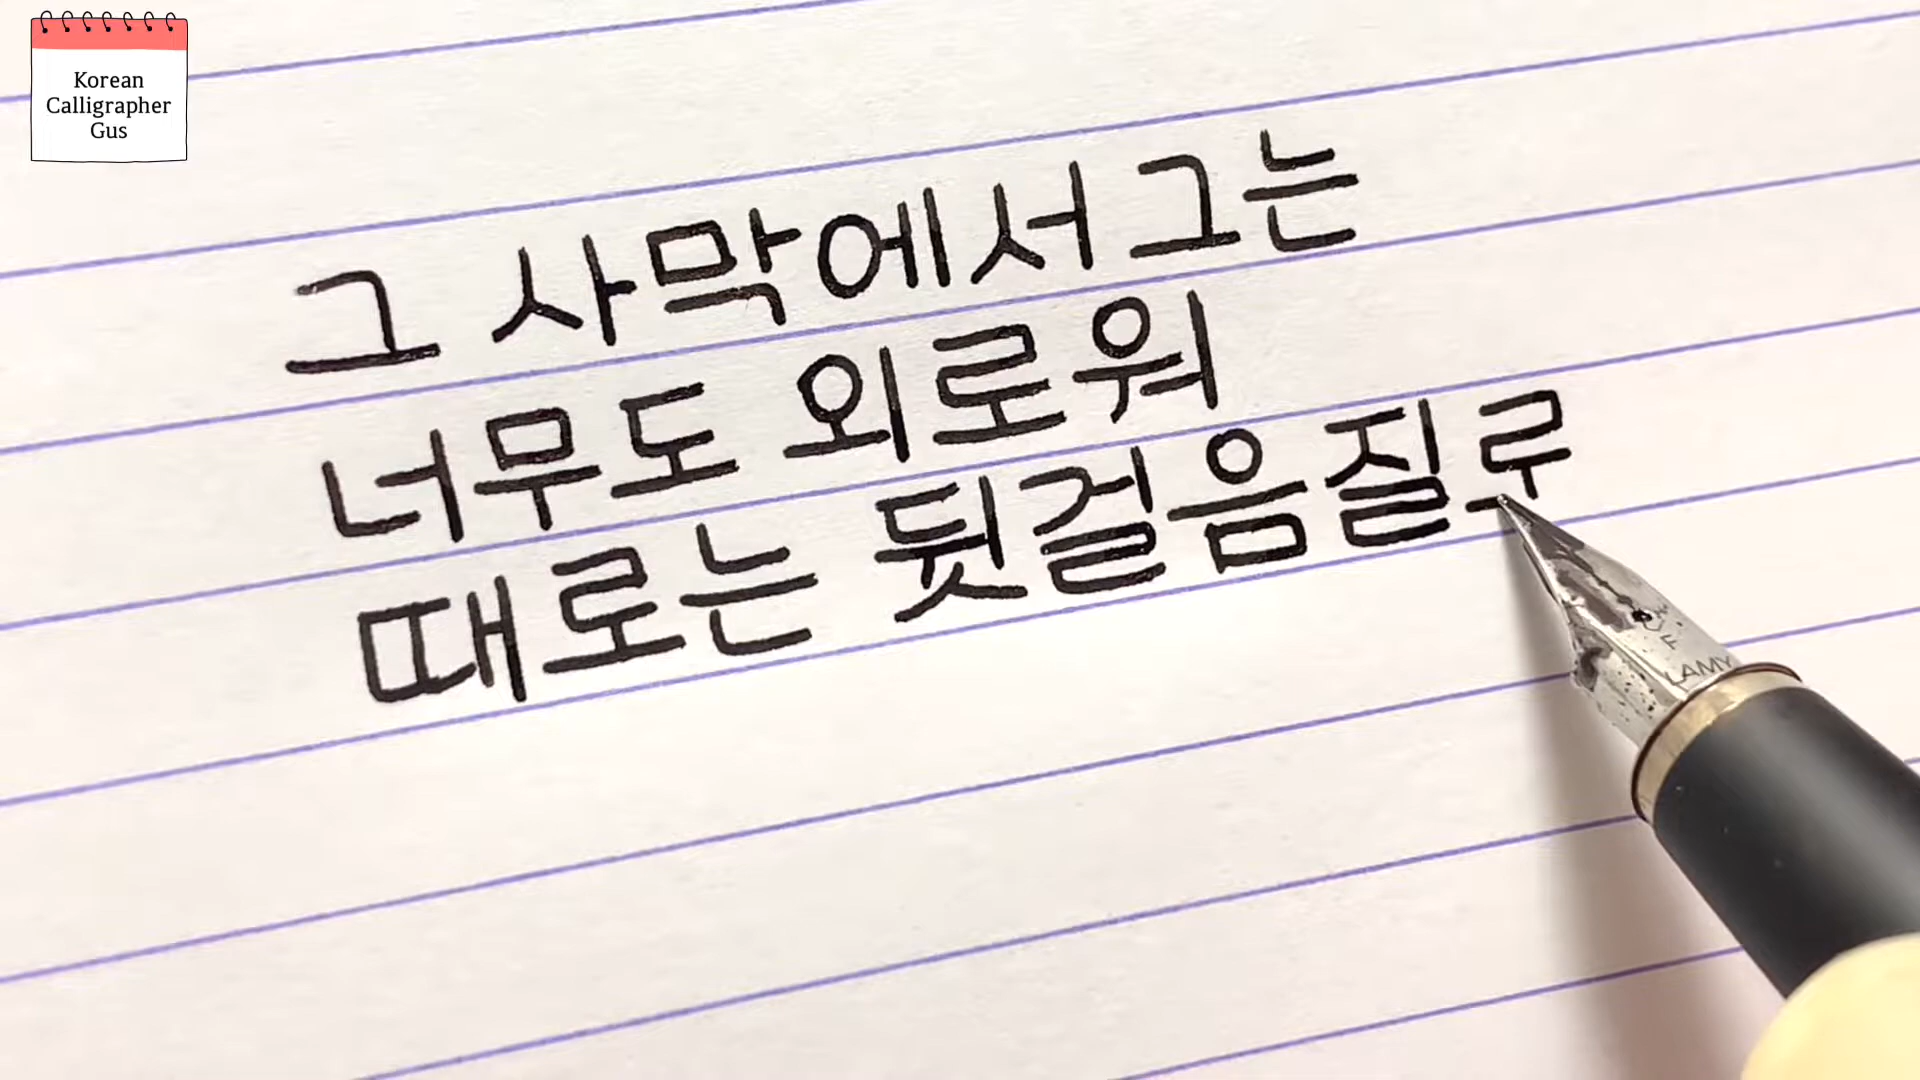 Korean
Calligrapher
Gus
그 사막에서 그는
너무도 외로워
때로는 뒷걸음질로
LAMY